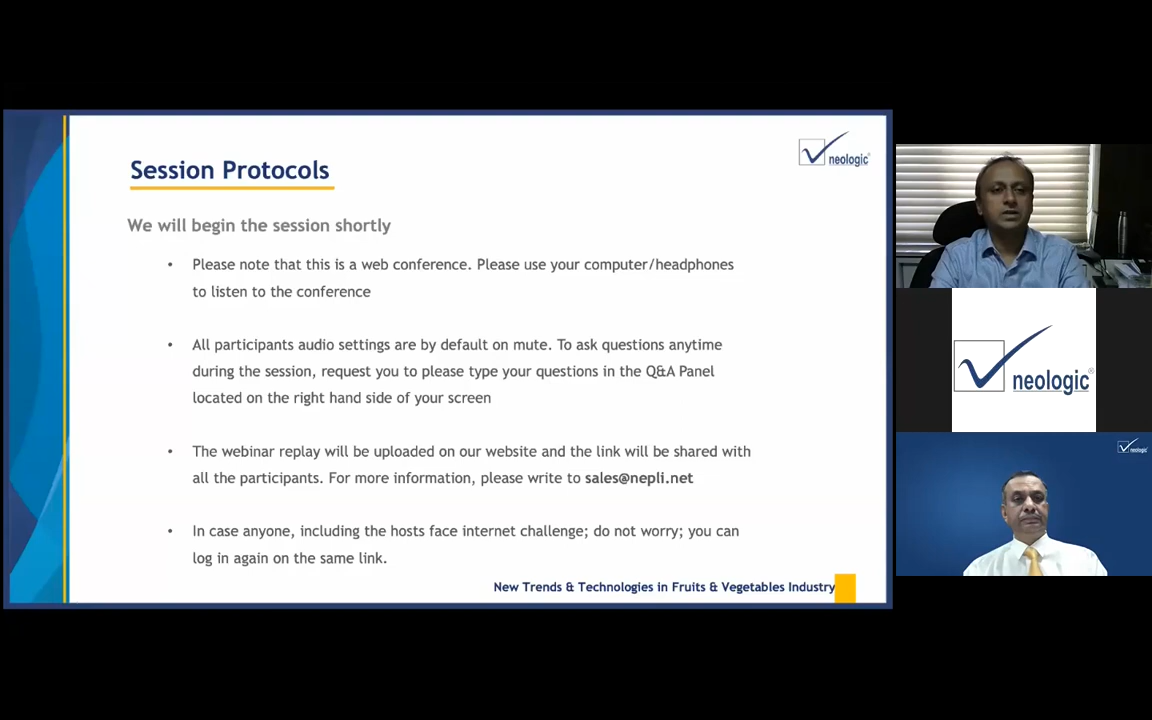 Session Protocols
neologic
We will begin the session shortly
• Please note that this is a web conference. Please use your computer/headphones
to listen to the conference
• All participants audio settings are by default on mute. To ask questions anytime
during the session, request you to please type your questions in the Q&A Panel
located on the right hand side of your screen
• The webinar replay will be uploaded on our website and the link will be shared with
all the participants. For more information, please write to sales@nepli.net
• In case anyone, including the hosts face internet challenge; do not worry; you can
log in again on the same link.
New Trends & Technologies in Fruits & Vegetables Industry
neologic®
neologic